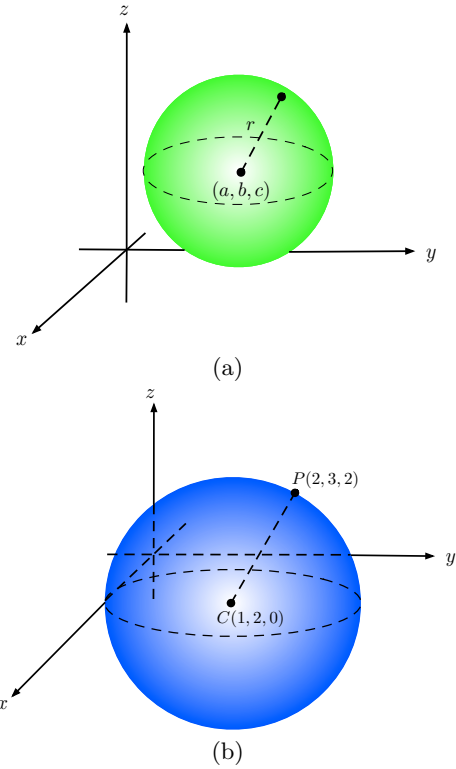 z
r
(a, b, c)
y
x
(a)
z
P(2, 3, 2)
y
C(1, 2, 0)
x
(b)